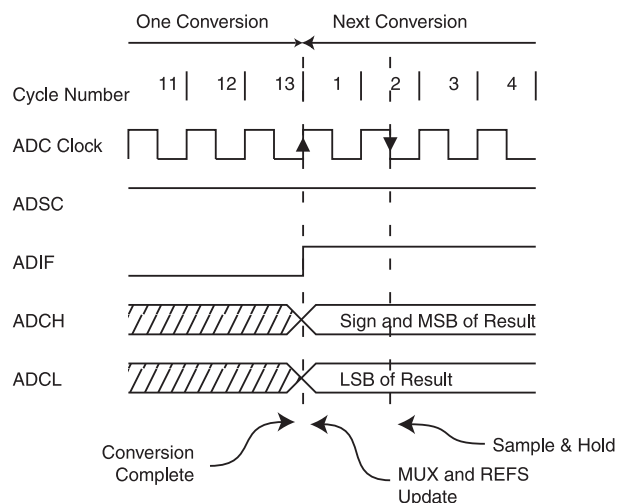 One Conversion Next Conversion
Cycle Number 11 12 13 1 2 3 4
ADC Clock
ADSC
ADIF
ADCH Sign and MSB of Result
ADCL LSB of Result
Conversion
Complete
MUX and REFS
Update
Sample & Hold